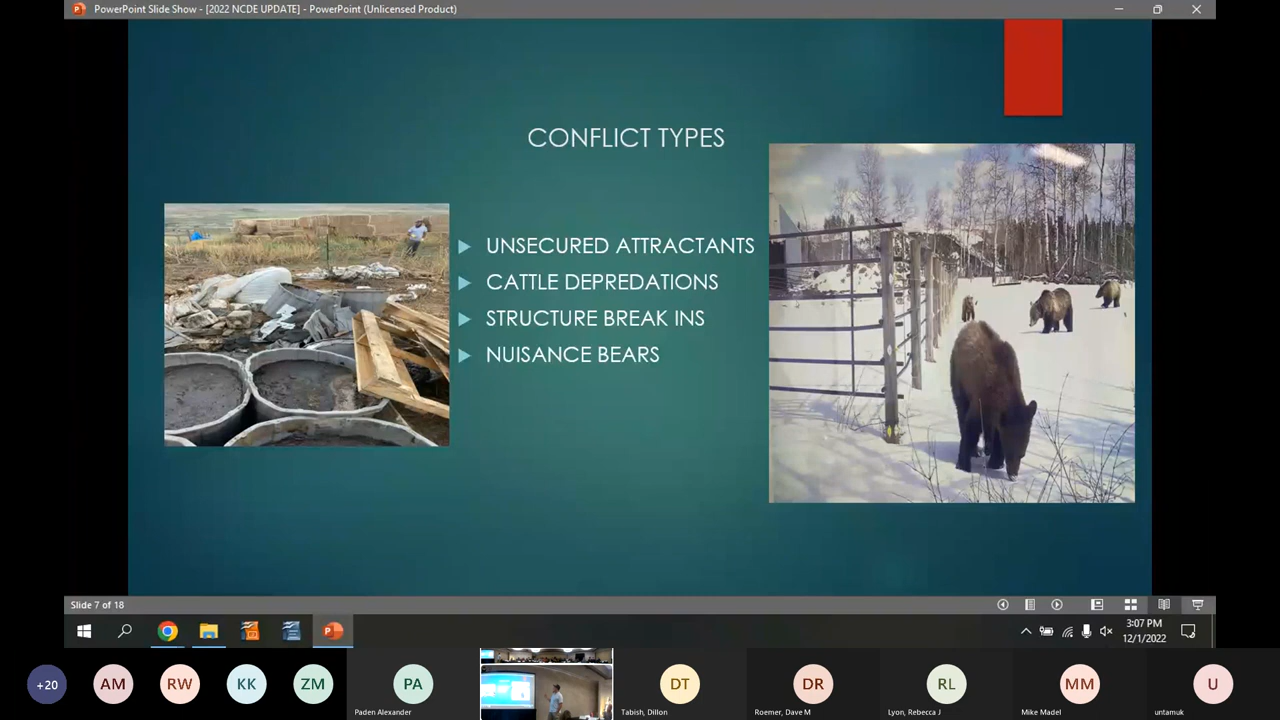 PowerPoint Slide Show - [2022 NCDE UPDATE] - PowerPoint (Unlicensed Product)
CONFLICT TYPES
UNSECURED ATTRACTANTS
CATTLE DEPREDATIONS
STRUCTURE BREAK INS
NUISANCE BEARS
Slide 7 of 18
3:07 PM
12/1/2022
+20
AM
RW
KK
ZM
PA
DT
DR
RL
MM
U
Paden Alexander
Tabish, Dillon
Roemer, Dave M
Lyon, Rebecca J
Mike Madel
untamuk